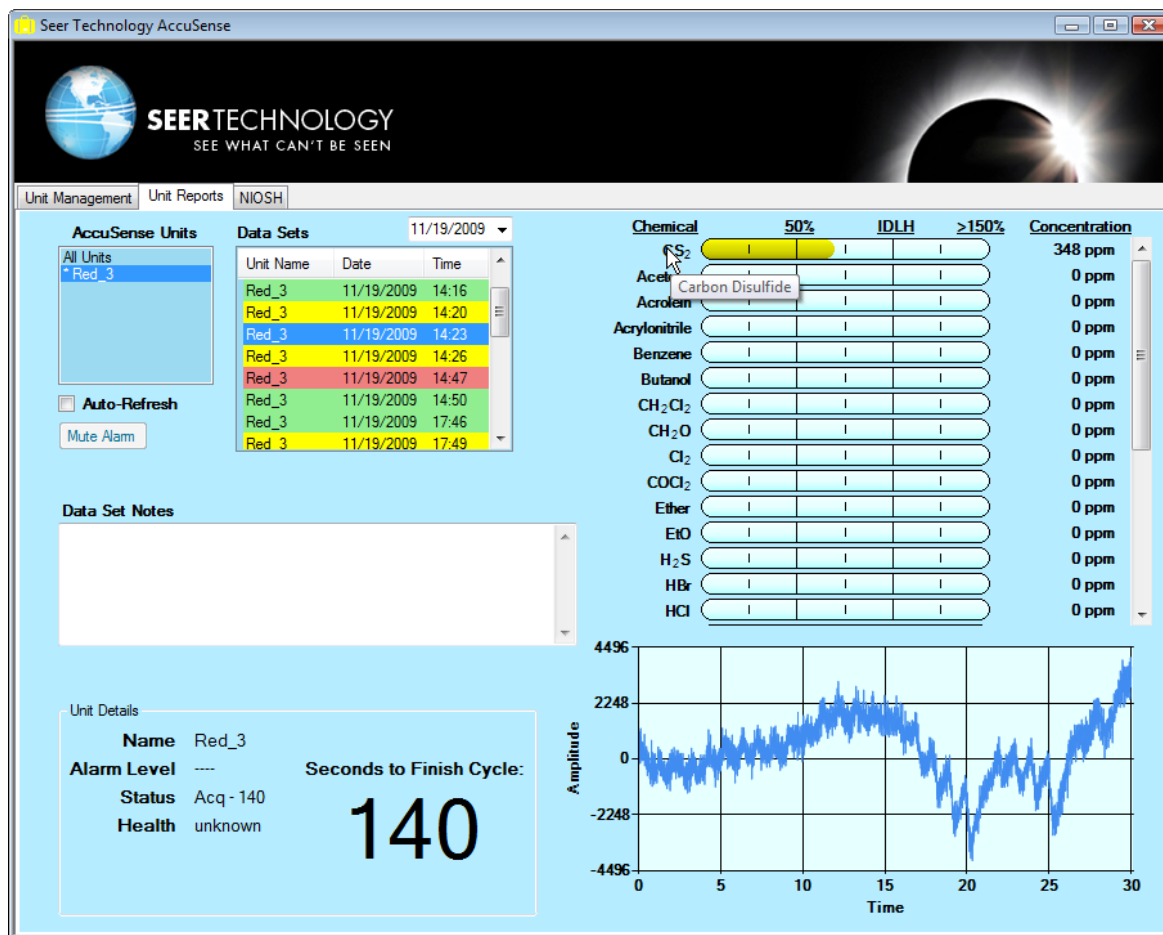 Seer Technology AccuSense
SEERTECHNOLOGY
SEE WHAT CAN'T BE SEEN
Unit Management Unit Reports NIOSH
AccuSense Units
All Units
* Red_3
Auto-Refresh
Mute Alarm
Data Sets 11/19/2009
Unit Name Date Time
Red_3 11/19/2009 14:16
Red_3 11/19/2009 14:20
Red_3 11/19/2009 14:23
Red_3 11/19/2009 14:26
Red_3 11/19/2009 14:47
Red_3 11/19/2009 14:50
Red_3 11/19/2009 17:46
Red_3 11/19/2009 17:49
Data Set Notes
Unit Details
Name Red_3
Alarm Level ----
Status Acq - 140
Health unknown
Seconds to Finish Cycle:
140
Chemical 50% IDLH >150% Concentration
CS₂ 348 ppm
0 ppm
Carbon Disulfide
Acrolein 0 ppm
Acrylonitrile 0 ppm
Benzene 0 ppm
Butanol 0 ppm
CH₂Cl₂ 0 ppm
CH₂O 0 ppm
Cl₂ 0 ppm
COCl₂ 0 ppm
Ether 0 ppm
EtO 0 ppm
H₂S 0 ppm
HBr 0 ppm
HCl 0 ppm
4496
2248
0
-2248
-4496
Amplitude
0 5 10 15 20 25 30
Time